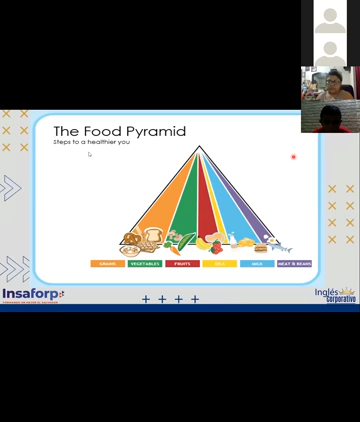 The Food Pyramid
Steps to a healthier you
GRAINS VEGETABLES FRUITS OILS MILK MEAT & BEANS
Insaforp
Inglés
Corporativo